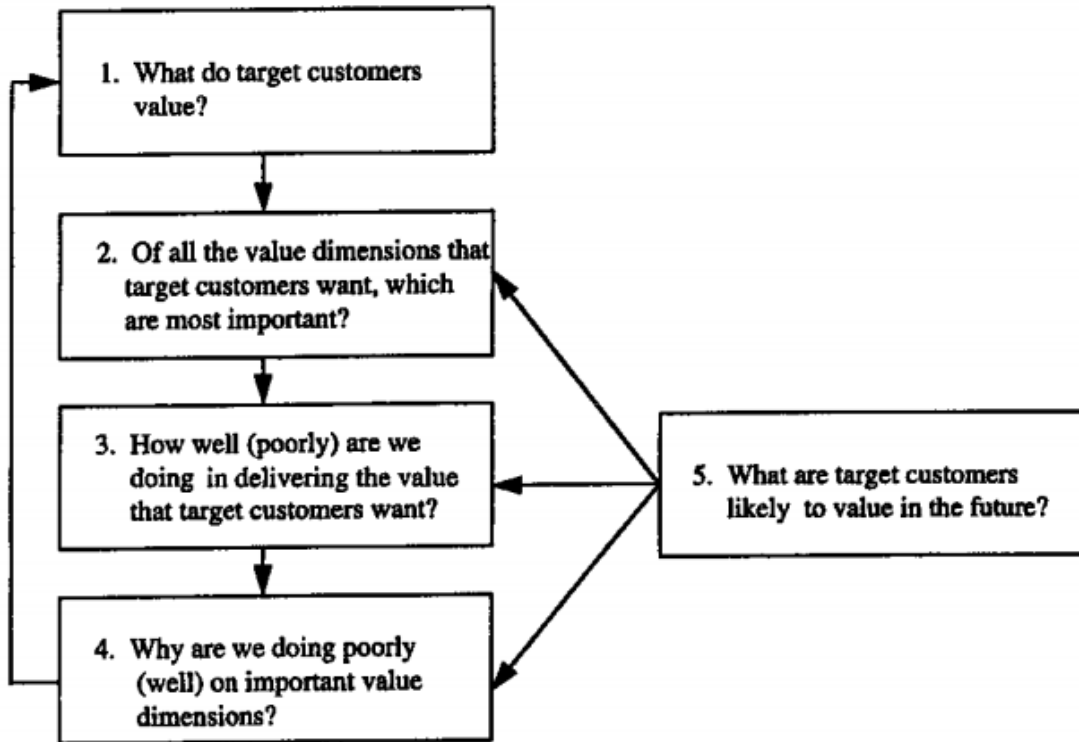 1. What do target customers
value?
2. Of all the value dimensions that
target customers want, which
are most important?
3. How well (poorly) are we
doing in delivering the value
that target customers want?
4. Why are we doing poorly
(well) on important value
dimensions?
5. What are target customers
likely to value in the future?